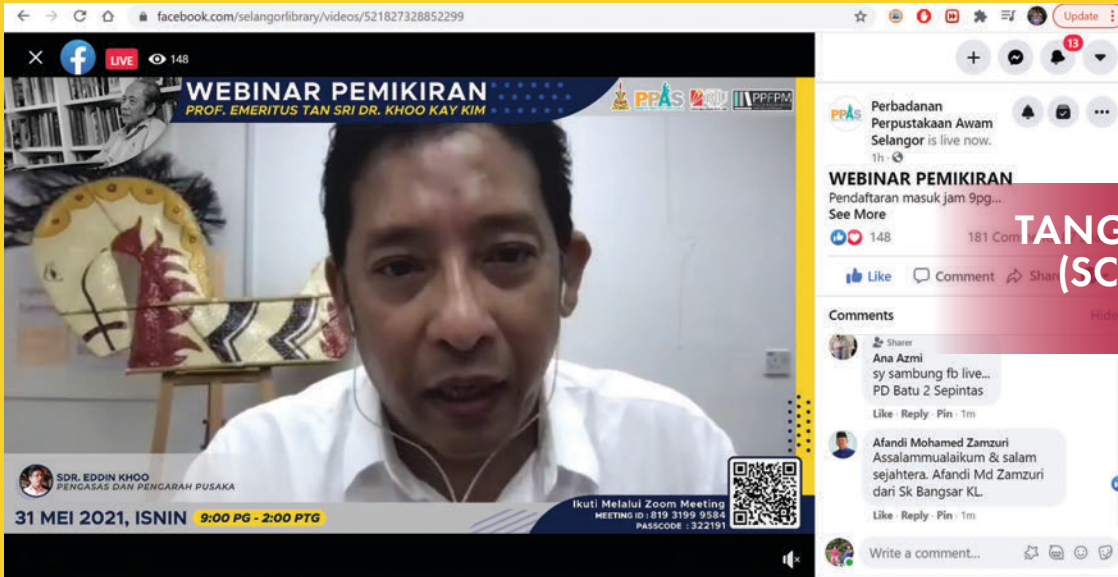 facebook.com/selangorlibrary/videos/521827328852299
Update
LIVE
148
WEBINAR PEMIKIRAN
PROF. EMERITUS TAN SRI DR. KHOO KAY KIM
PPAS
PPFPM
SDR. EDDIN KHOO
PENGASAS DAN PENGARAH PUSAKA
31 MEI 2021, ISNIN
9:00 PG - 2:00 PTG
Ikuti Melalui Zoom Meeting
MEETING ID : 819 3199 9584
PASSCODE : 322191
13
PPAS
Perbadanan
Perpustakaan Awam
Selangor is live now.
1h ·
WEBINAR PEMIKIRAN
Pendaftaran masuk jam 9pg...
See More
148
181 Com
TANG
(SC
Like
Comment
Share
Comments
Hide
Sharer
Ana Azmi
sy sambung fb live...
PD Batu 2 Sepintas
Like · Reply · Pin · 1m
Afandi Mohamed Zamzuri
Assalammualaikum & salam
sejahtera. Afandi Md Zamzuri
dari Sk Bangsar KL.
Like · Reply · Pin · 1m
Write a comment...